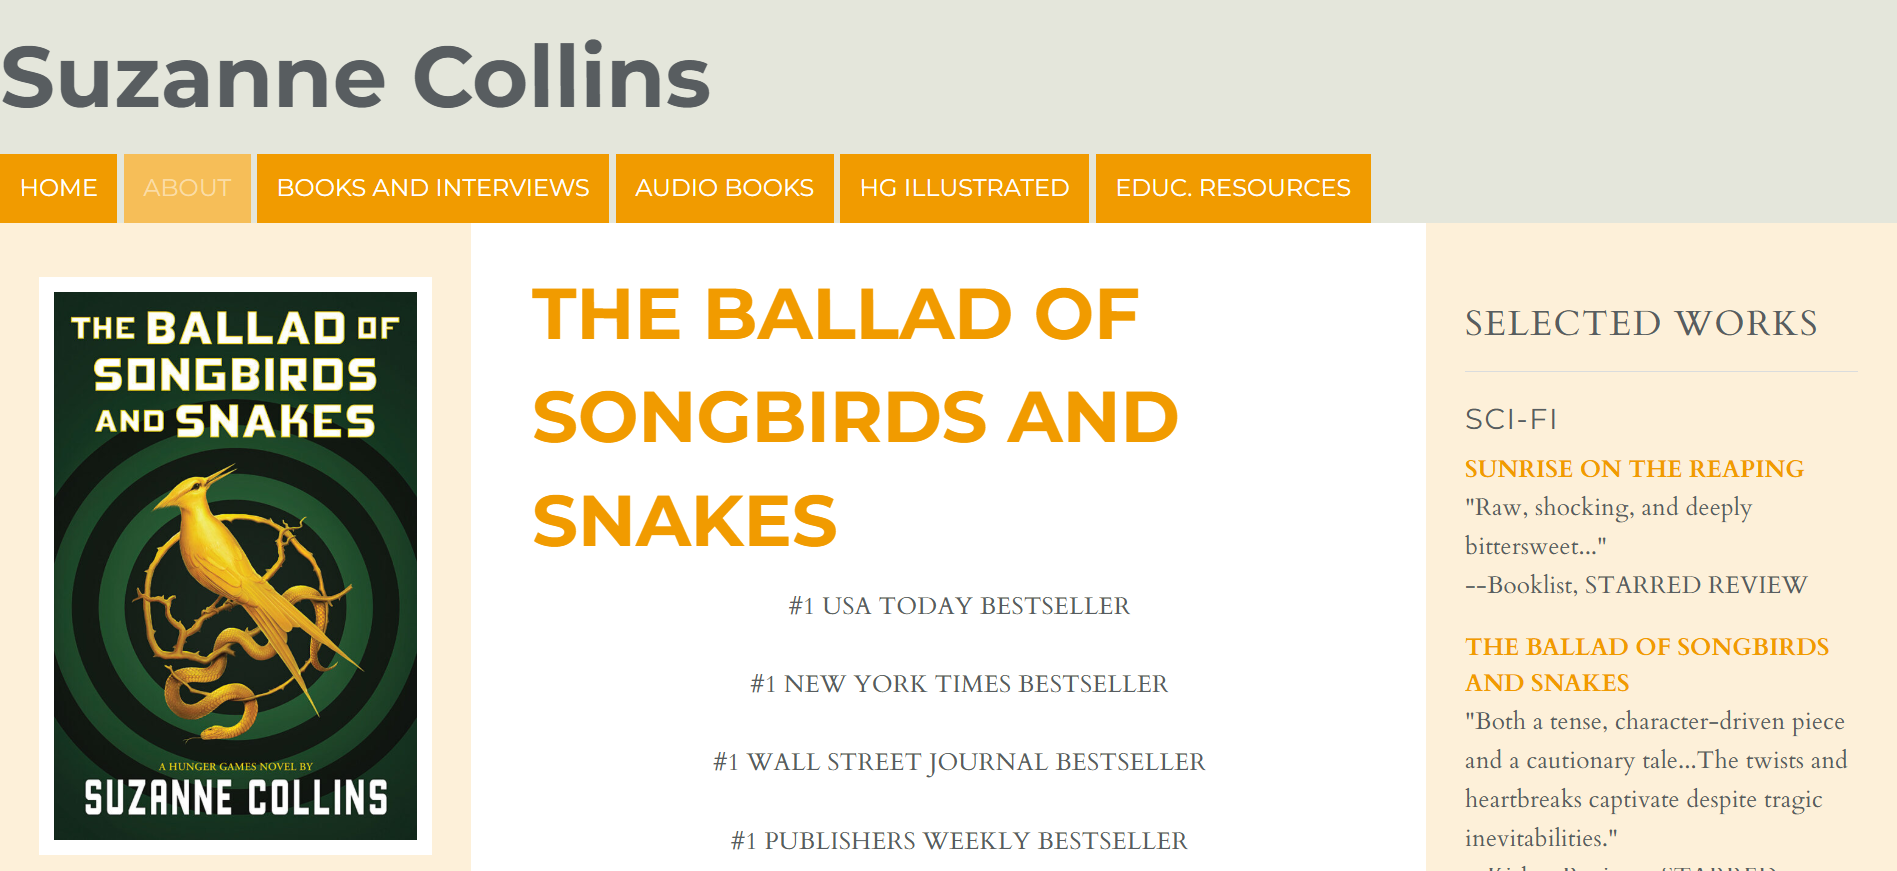 Suzanne Collins
HOME
ABOUT
BOOKS AND INTERVIEWS
AUDIO BOOKS
HG ILLUSTRATED
EDUC. RESOURCES
THE BALLAD OF
SONGBIRDS
AND SNAKES
A HUNGER GAMES NOVEL BY
SUZANNE COLLINS
THE BALLAD OF
SONGBIRDS AND
SNAKES
#1 USA TODAY BESTSELLER
#1 NEW YORK TIMES BESTSELLER
#1 WALL STREET JOURNAL BESTSELLER
#1 PUBLISHERS WEEKLY BESTSELLER
SELECTED WORKS
SCI-FI
SUNRISE ON THE REAPING
"Raw, shocking, and deeply
bittersweet..."
--Booklist, STARRED REVIEW
THE BALLAD OF SONGBIRDS
AND SNAKES
"Both a tense, character-driven piece
and a cautionary tale...The twists and
heartbreaks captivate despite tragic
inevitabilities."